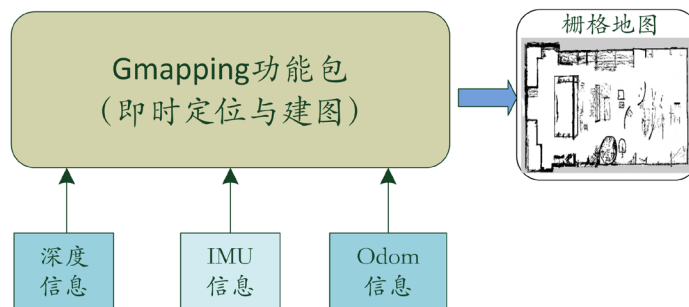 Gmapping功能包
（即时定位与建图）
栅格地图
深度
信息
IMU
信息
Odom
信息